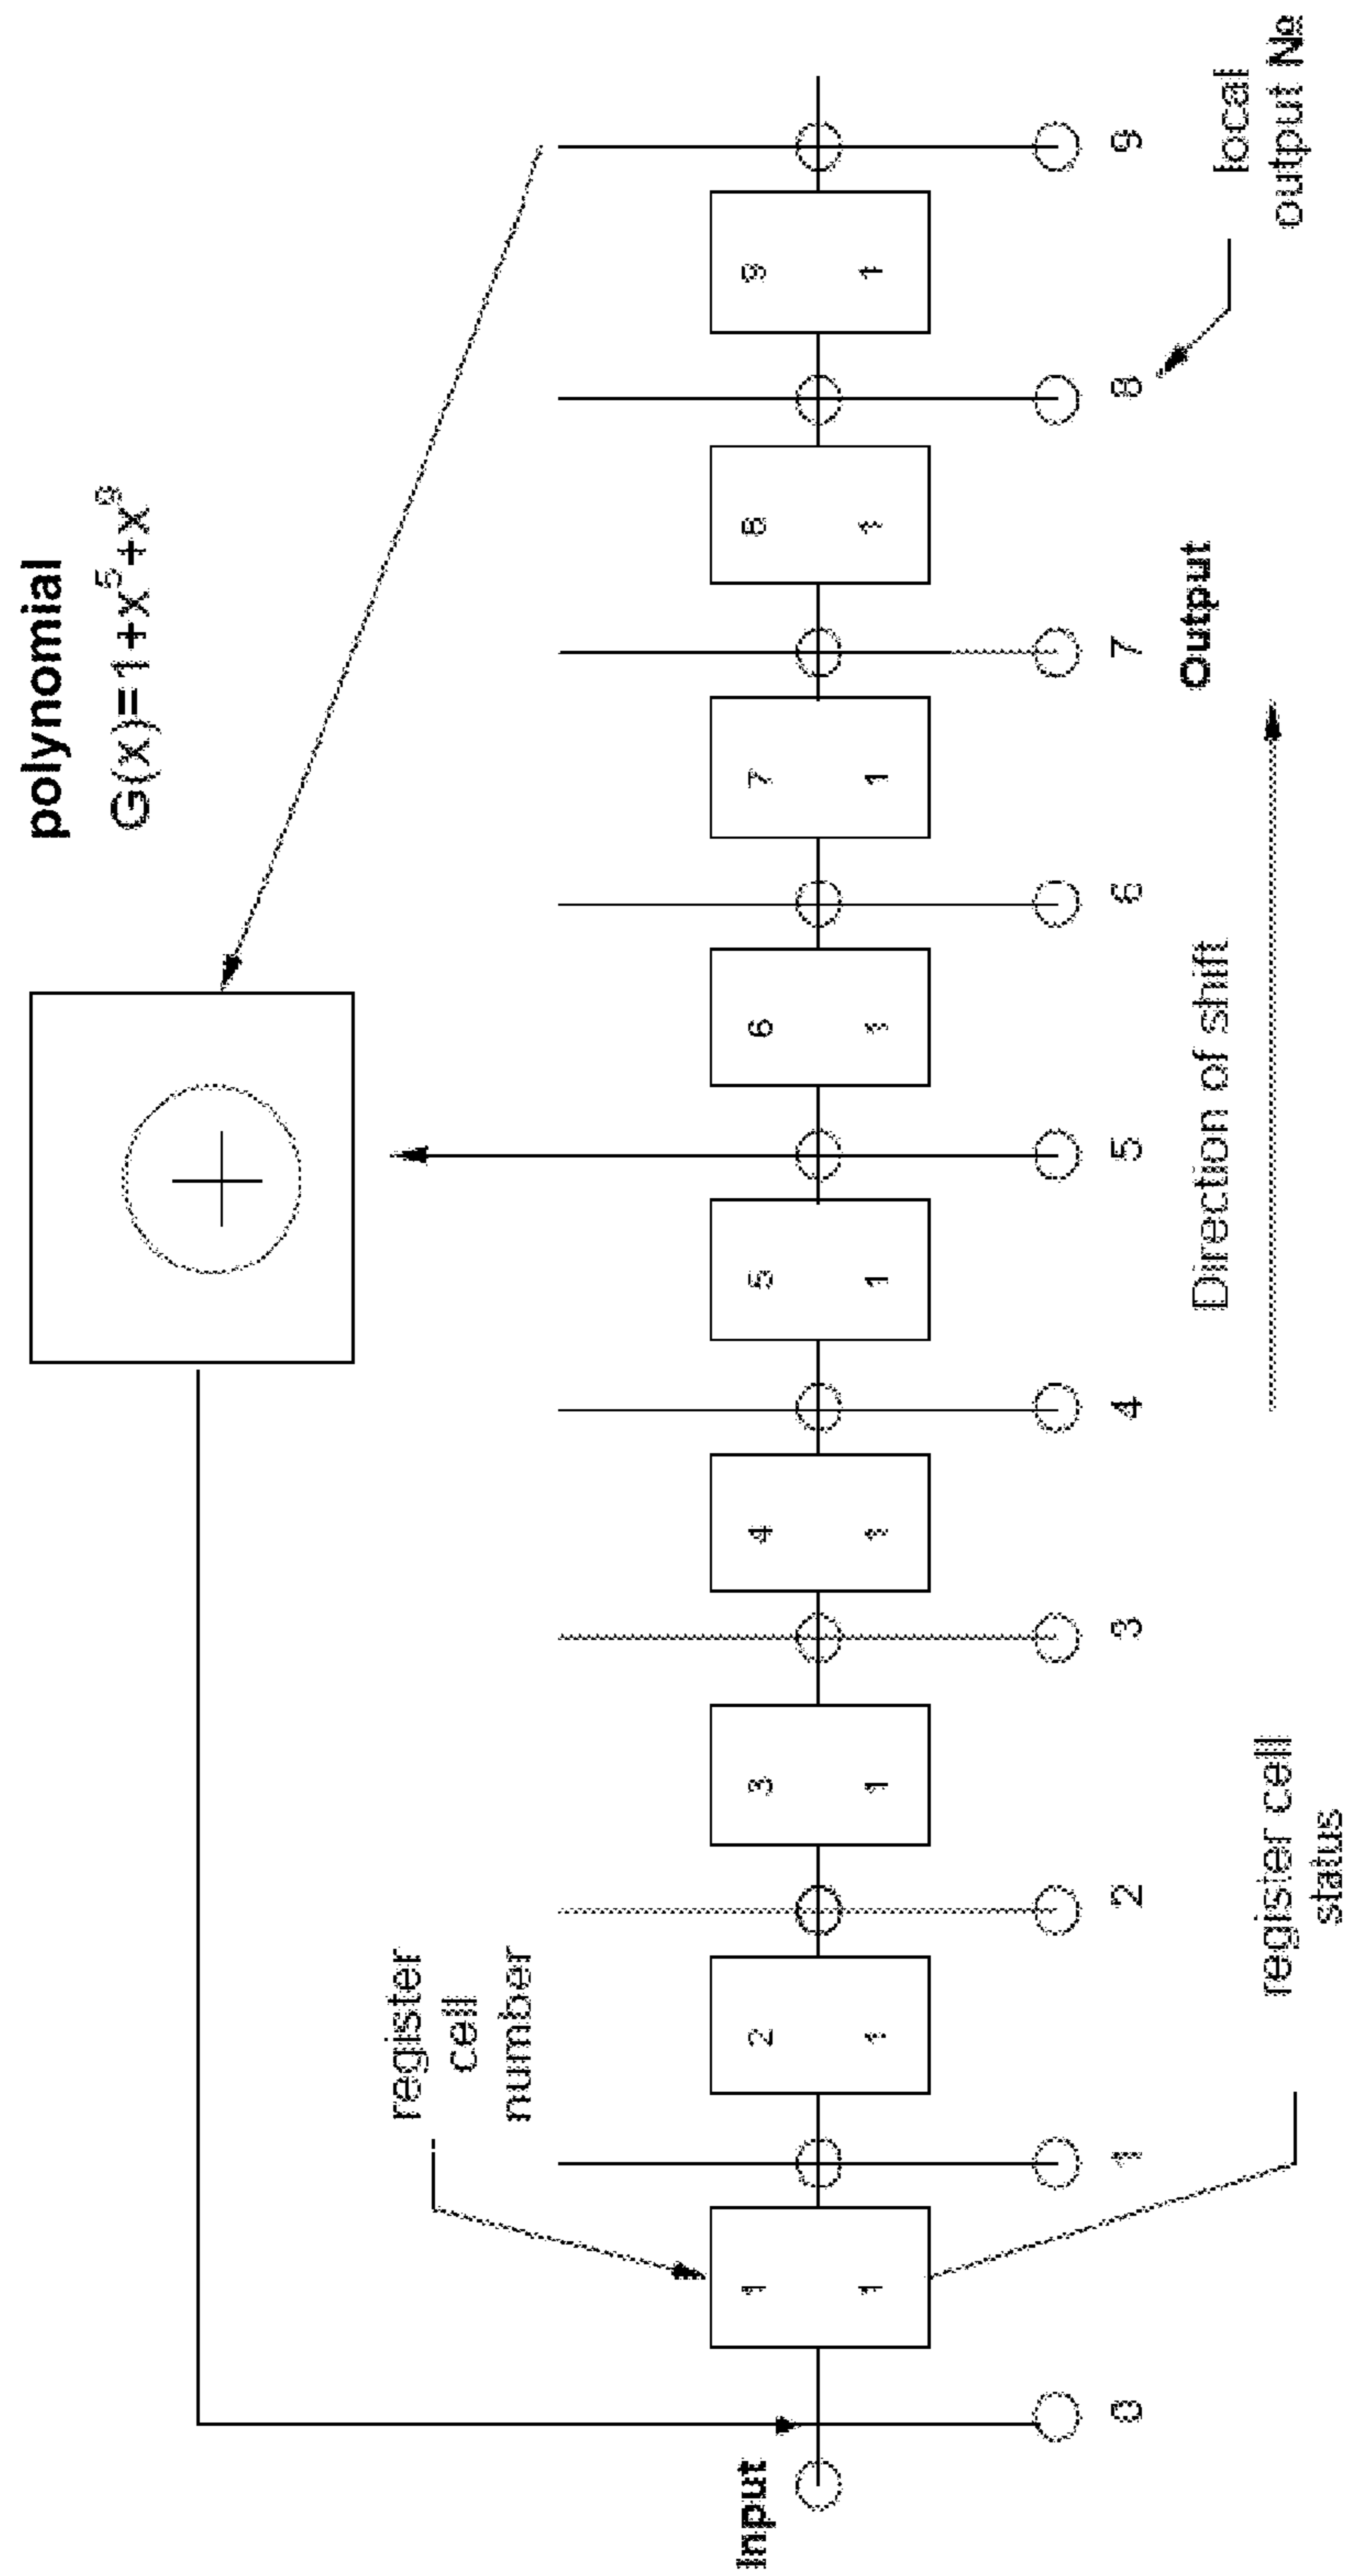 polynomial
G(x)=1+x⁵+x⁹
register
cell
number
Input
1 2 3 4 5 6 7 8 9
1 1 1 1 1 1 1 1 1
0 1 2 3 4 5 6 7 8 9
Output
local
output №
Direction of shift
register cell
status